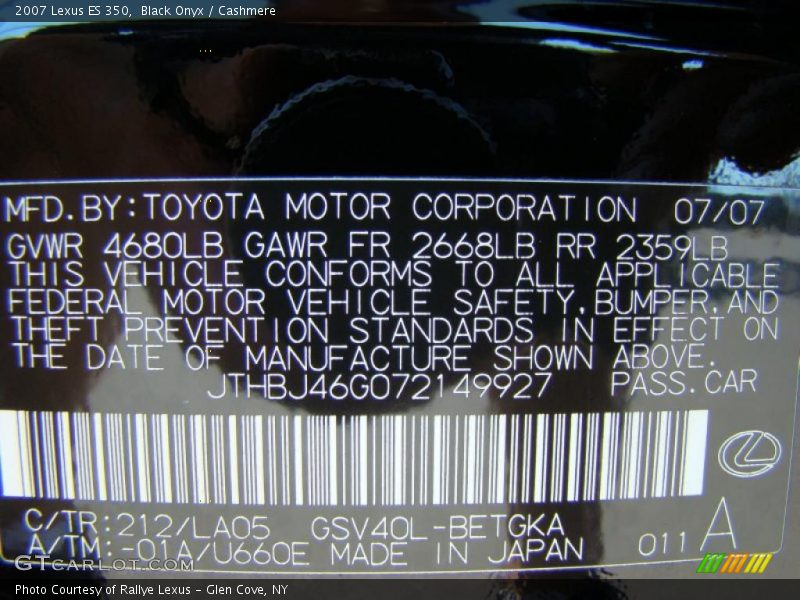 2007 Lexus ES 350, Black Onyx / Cashmere
MFD.BY:TOYOTA MOTOR CORPORATION 07/07
GVWR 4680LB GAWR FR 2668LB RR 2359LB
THIS VEHICLE CONFORMS TO ALL APPLICABLE
FEDERAL MOTOR VEHICLE SAFETY,BUMPER,AND
THEFT PREVENTION STANDARDS IN EFFECT ON
THE DATE OF MANUFACTURE SHOWN ABOVE.
JTHBJ46G072149927 PASS.CAR
C/TR:212/LA05 GSV40L-BETGKA
A/TM:-01A/U660E MADE IN JAPAN 011 A
GTCARLOT.COM
Photo Courtesy of Rallye Lexus - Glen Cove, NY